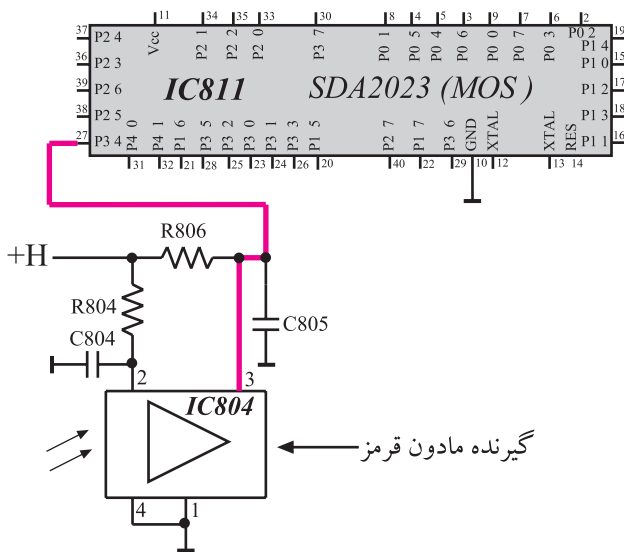 11 34 35 33 30 8 4 5 3 9 7 6 2
37 P2 4 Vcc P2 1 P2 2 P2 0 P3 7 P0 1 P0 5 P0 4 P0 6 P0 0 P0 7 P0 3 P0 2 19
P1 4
36 P2 3 P1 0 15
39 P2 6 IC811 SDA2023 (MOS) P1 2 17
38 P2 5 P1 3 18
27 P3 4 P4 0 P4 1 P1 6 P3 5 P3 2 P3 0 P3 1 P3 3 P1 5 P2 7 P1 7 P3 6 GND XTAL XTAL RES P1 1 16
31 32 21 28 25 23 24 26 20 40 22 29 10 12 13 14
R806
+H
R804
C805
C804
2 3
IC804
گیرنده مادون قرمز
4 1